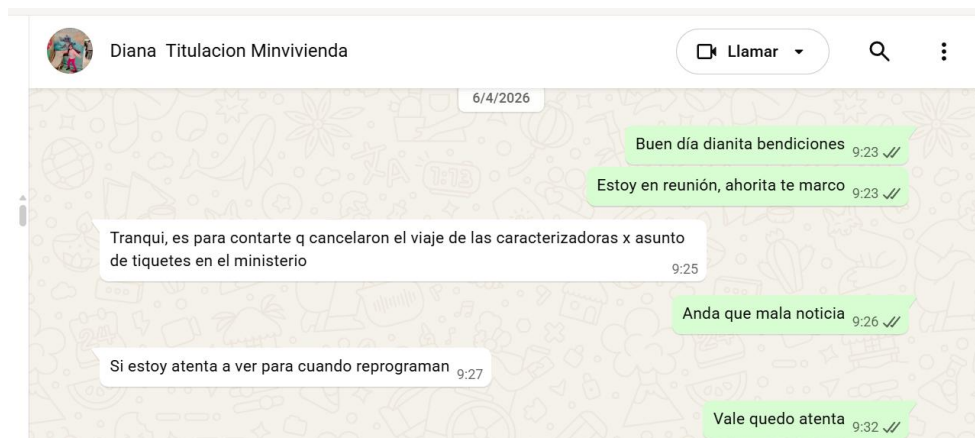 Diana Titulacion Minvivienda
Llamar
6/4/2026
Buen día dianita bendiciones 9:23
Estoy en reunión, ahorita te marco 9:23
Tranqui, es para contarte q cancelaron el viaje de las caracterizadoras x asunto
de tiquetes en el ministerio
9:25
Anda que mala noticia 9:26
Si estoy atenta a ver para cuando reprograman 9:27
Vale quedo atenta 9:32